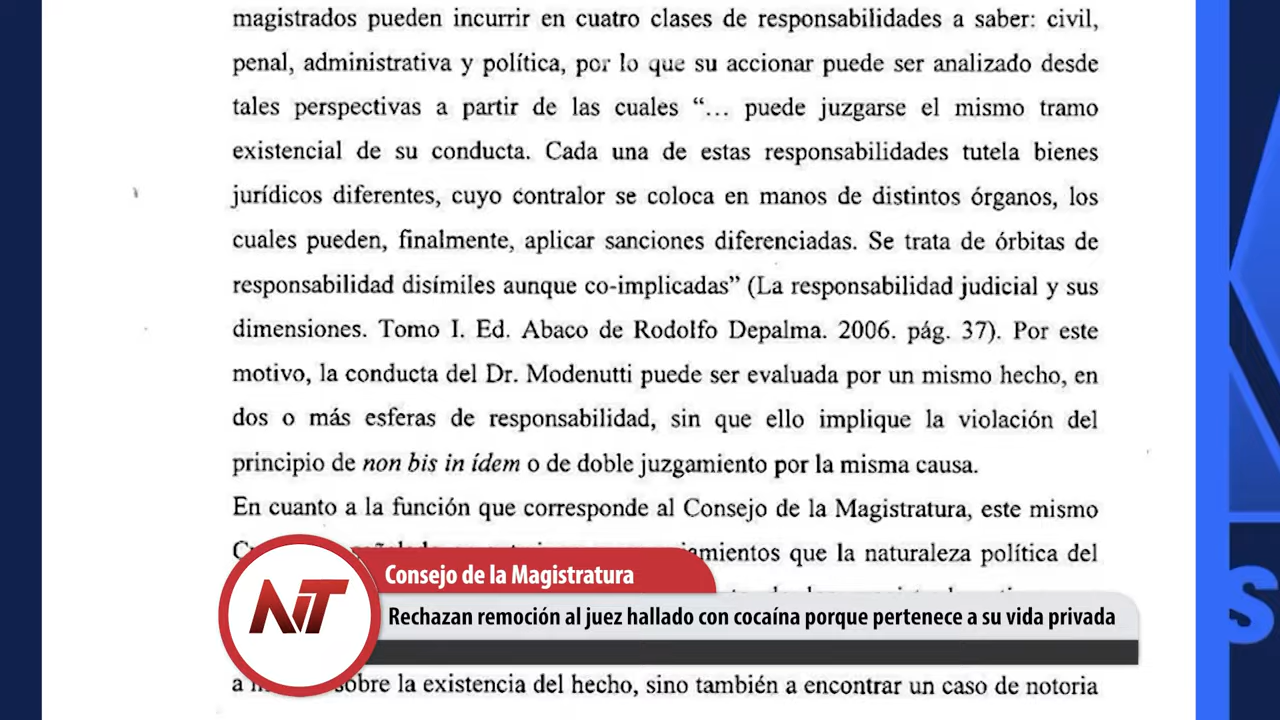 magistrados pueden incurrir en cuatro clases de responsabilidades a saber: civil,
penal, administrativa y política, por lo que su accionar puede ser analizado desde
tales perspectivas a partir de las cuales “… puede juzgarse el mismo tramo
existencial de su conducta. Cada una de estas responsabilidades tutela bienes
jurídicos diferentes, cuyo contralor se coloca en manos de distintos órganos, los
cuales pueden, finalmente, aplicar sanciones diferenciadas. Se trata de órbitas de
responsabilidad disímiles aunque co-implicadas” (La responsabilidad judicial y sus
dimensiones. Tomo I. Ed. Abaco de Rodolfo Depalma. 2006. pág. 37). Por este
motivo, la conducta del Dr. Modenutti puede ser evaluada por un mismo hecho, en
dos o más esferas de responsabilidad, sin que ello implique la violación del
principio de non bis in ídem o de doble juzgamiento por la misma causa.
En cuanto a la función que corresponde al Consejo de la Magistratura, este mismo
que la naturaleza política del
Consejo de la Magistratura
NT
Rechazan remoción al juez hallado con cocaína porque pertenece a su vida privada
a sobre la existencia del hecho, sino también a encontrar un caso de notoria
S